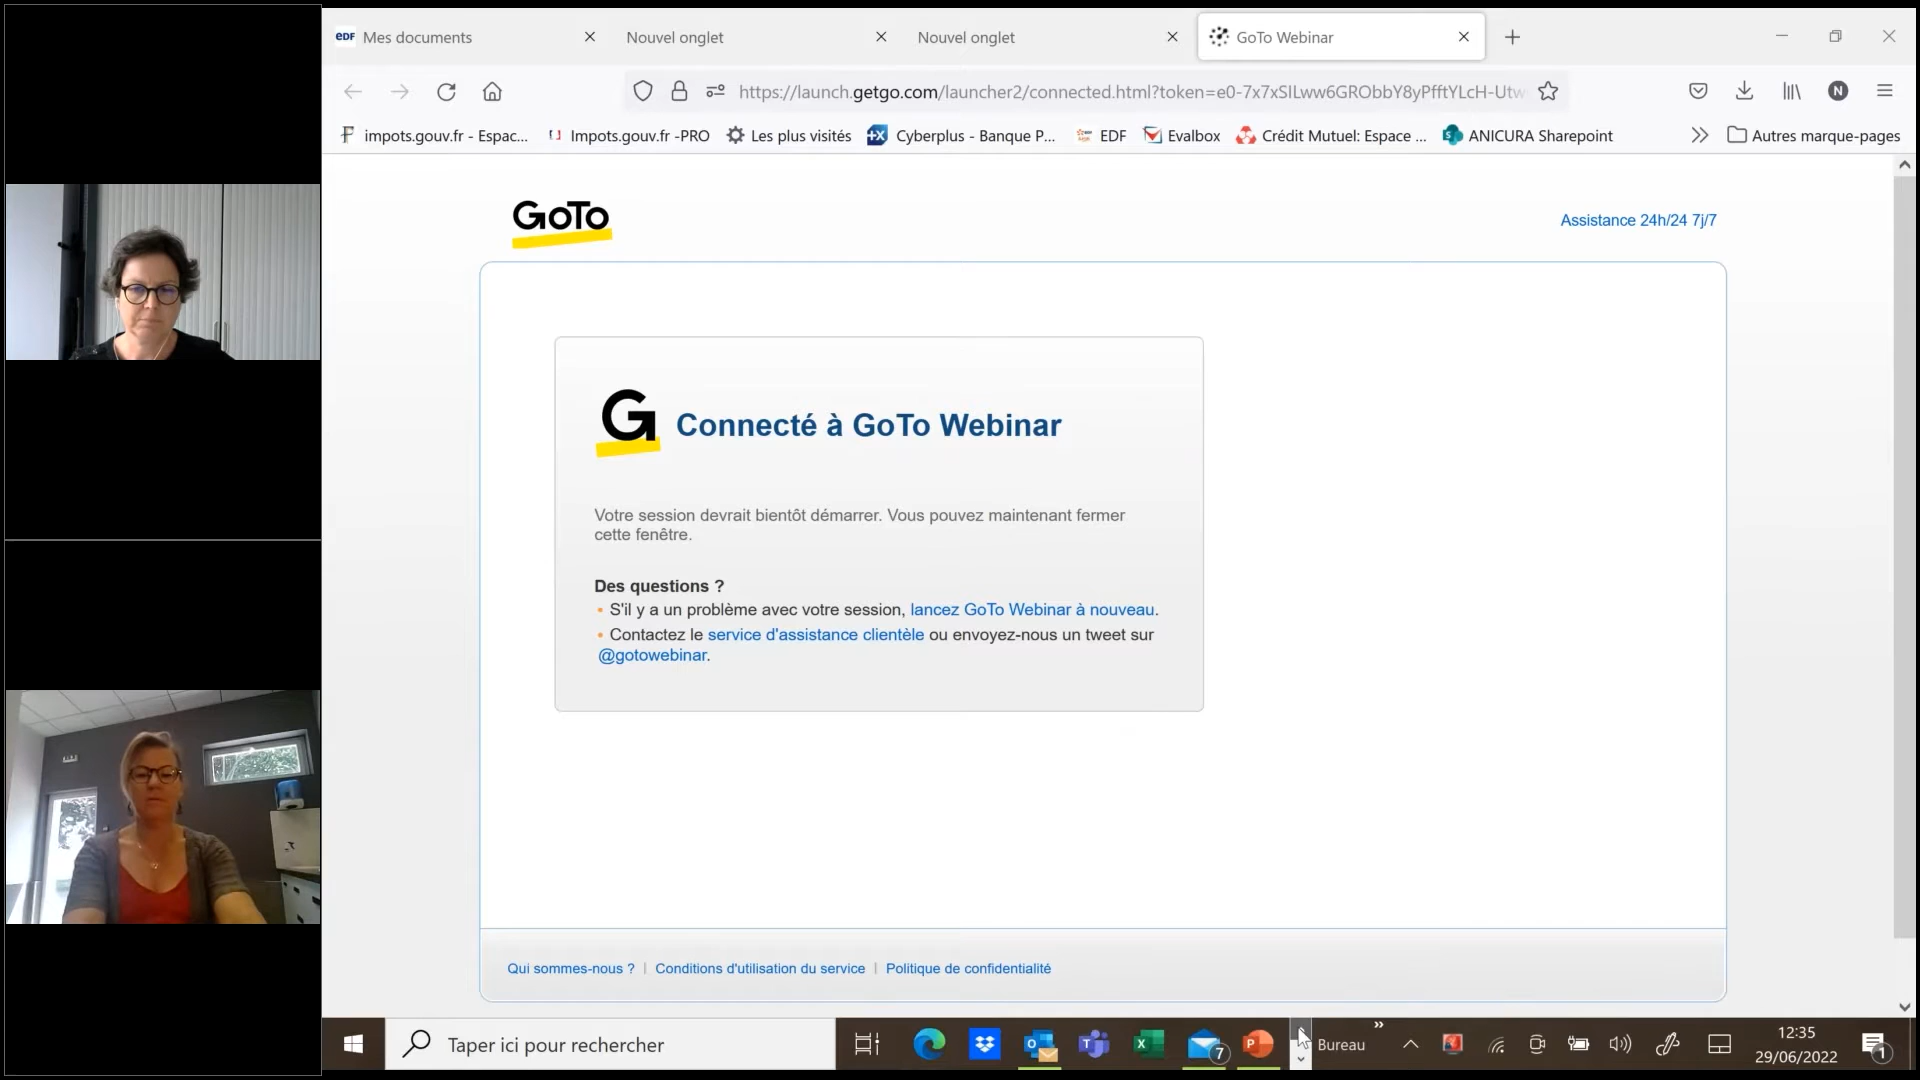 EDF Mes documents
Nouvel onglet
Nouvel onglet
GoTo Webinar
https://launch.getgo.com/launcher2/connected.html?token=e0-7x7xSILww6GRObbY8yPfftYLcH-Utw
N
impots.gouv.fr - Espac...
Impots.gouv.fr -PRO
Les plus visités
Cyberplus - Banque P...
EDF
Evalbox
Crédit Mutuel: Espace ...
ANICURA Sharepoint
Autres marque-pages
GoTo
Assistance 24h/24 7j/7
G Connecté à GoTo Webinar
Votre session devrait bientôt démarrer. Vous pouvez maintenant fermer
cette fenêtre.
Des questions ?
• S'il y a un problème avec votre session, lancez GoTo Webinar à nouveau.
• Contactez le service d'assistance clientèle ou envoyez-nous un tweet sur
@gotowebinar.
Qui sommes-nous ? | Conditions d'utilisation du service | Politique de confidentialité
Taper ici pour rechercher
7
Bureau
12:35
29/06/2022
1